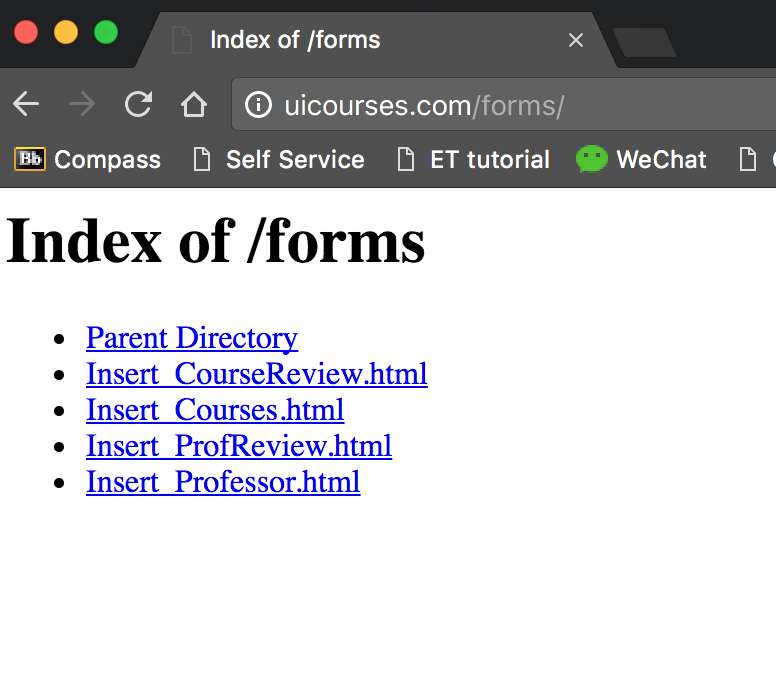 Index of /forms
uicourses.com/forms/
Bb Compass Self Service ET tutorial WeChat
Index of /forms
Parent Directory
Insert_CourseReview.html
Insert_Courses.html
Insert_ProfReview.html
Insert_Professor.html